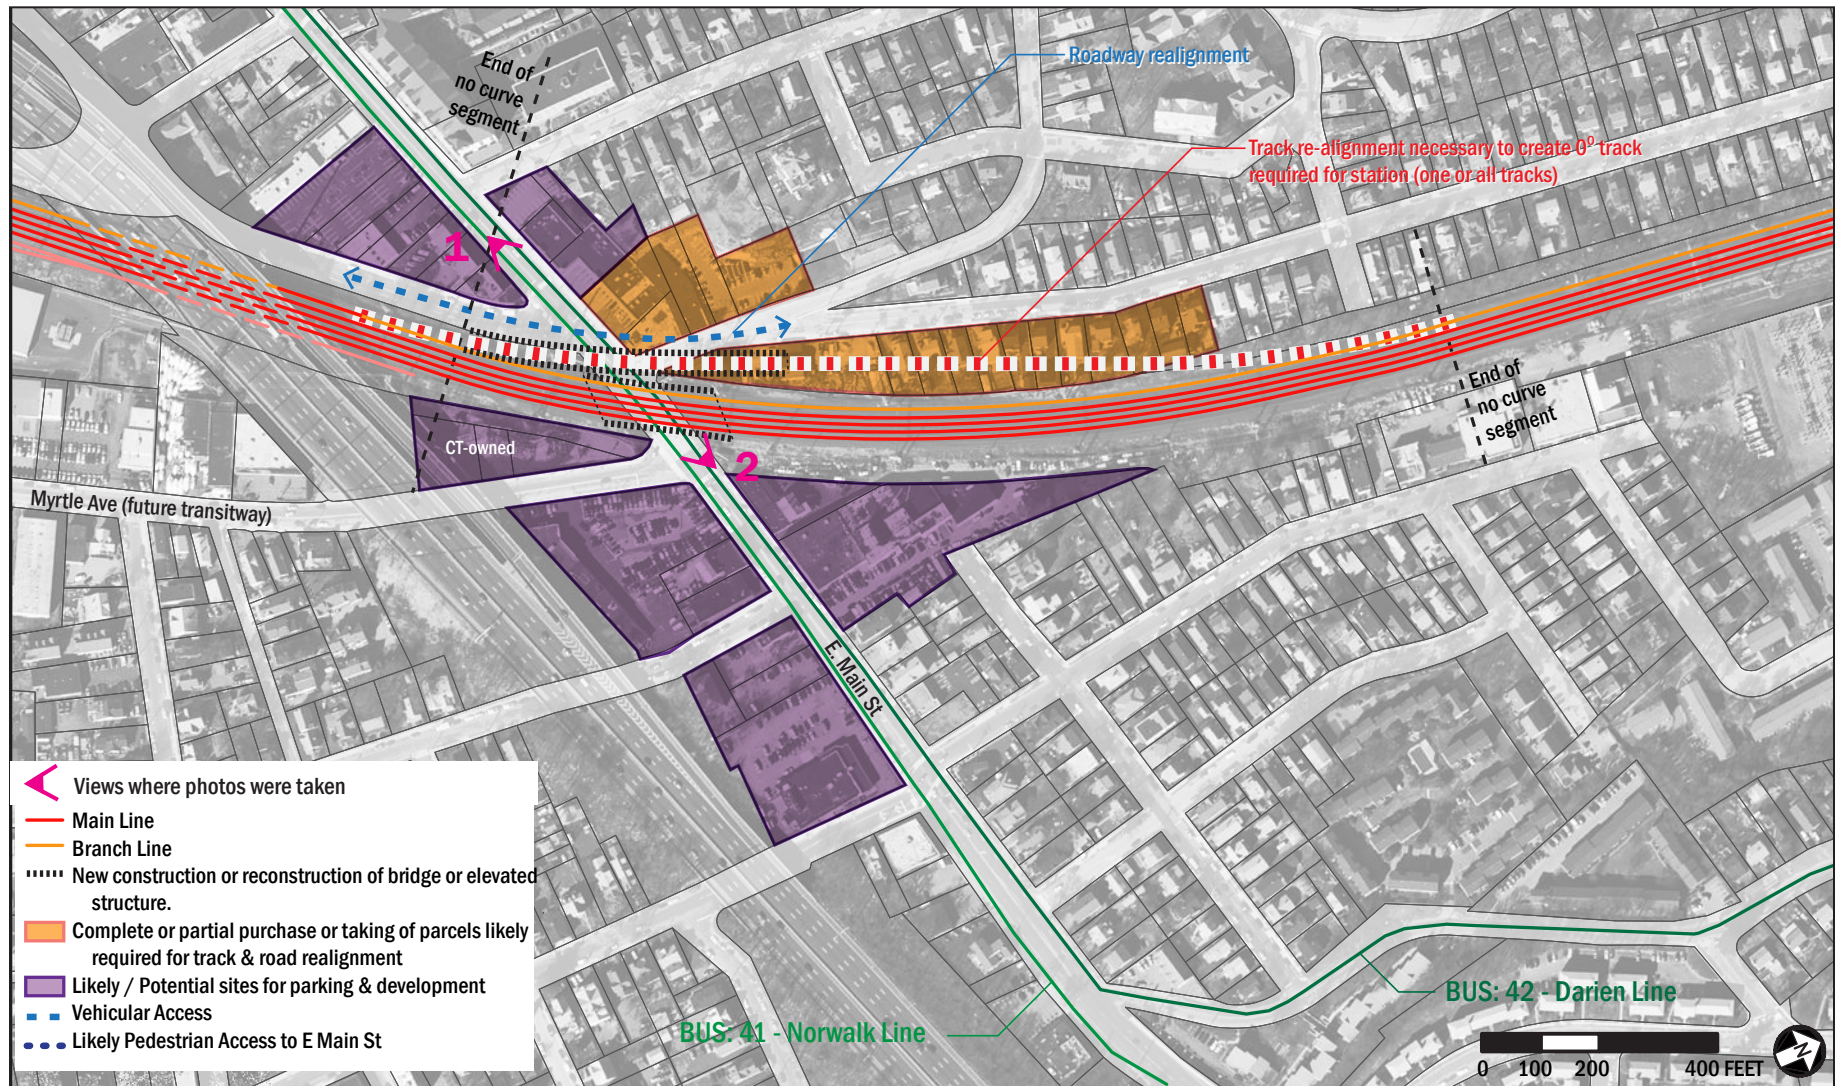 End of
no curve
segment
Roadway realignment
Track re-alignment necessary to create 0º track
required for station (one or all tracks)
1
CT-owned
2
End of
no curve
segment
Myrtle Ave (future transitway)
E. Main St
Views where photos were taken
Main Line
Branch Line
New construction or reconstruction of bridge or elevated
structure.
Complete or partial purchase or taking of parcels likely
required for track & road realignment
Likely / Potential sites for parking & development
Vehicular Access
Likely Pedestrian Access to E Main St
BUS: 42 - Darien Line
BUS: 41 - Norwalk Line
0 100 200 400 FEET
N